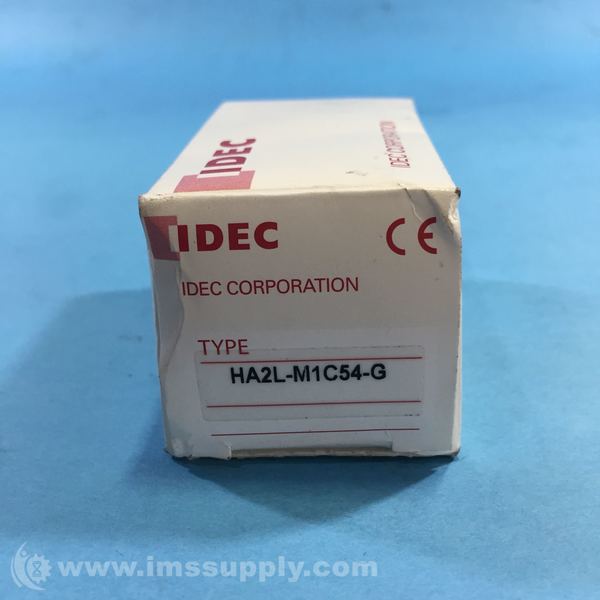 IDEC
IDEC CORPORATION
IDEC
CE
IDEC CORPORATION
TYPE
HA2L-M1C54-G
www.imssupply.com